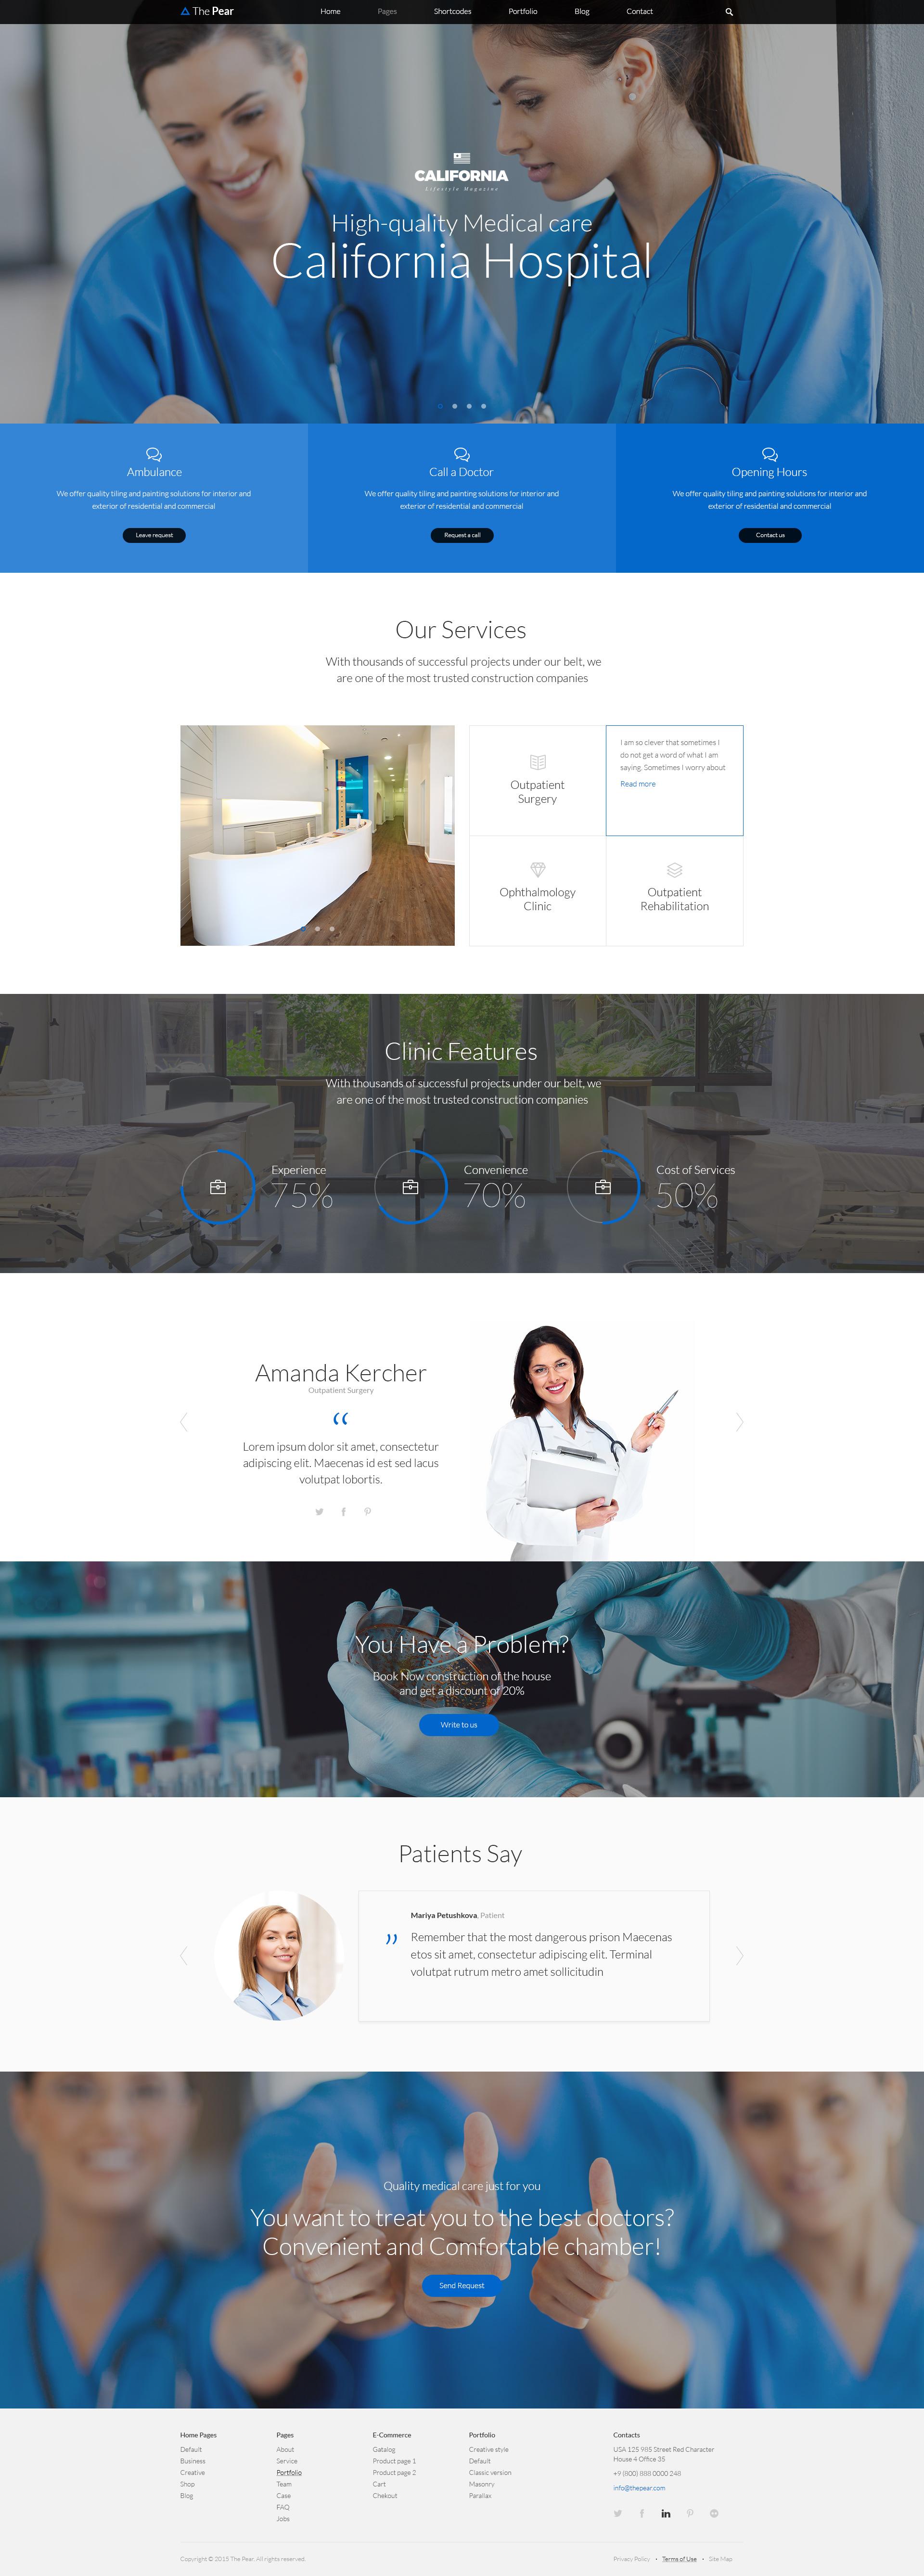 The Pear
Home Pages Shortcodes Portfolio Blog Contact
CALIFORNIA
Lifestyle Magazine
High-quality Medical care
California Hospital
Ambulance
We offer quality tiling and painting solutions for interior and
exterior of residential and commercial
Leave request
Call a Doctor
We offer quality tiling and painting solutions for interior and
exterior of residential and commercial
Request a call
Opening Hours
We offer quality tiling and painting solutions for interior and
exterior of residential and commercial
Contact us
Our Services
With thousands of successful projects under our belt, we
are one of the most trusted construction companies
Outpatient
Surgery
I am so clever that sometimes I
do not get a word of what I am
saying. Sometimes I worry about
Read more
Ophthalmology
Clinic
Outpatient
Rehabilitation
Clinic Features
With thousands of successful projects under our belt, we
are one of the most trusted construction companies
Experience
75%
Convenience
70%
Cost of Services
50%
Amanda Kercher
Outpatient Surgery
“
Lorem ipsum dolor sit amet, consectetur
adipiscing elit. Maecenas id est sed lacus
volutpat lobortis.
You Have a Problem?
Book Now construction of the house
and get a discount of 20%
Write to us
Patients Say
Mariya Petushkova, Patient
”
Remember that the most dangerous prison Maecenas
etos sit amet, consectetur adipiscing elit. Terminal
volutpat rutrum metro amet sollicitudin
Quality medical care just for you
You want to treat you to the best doctors?
Convenient and Comfortable chamber!
Send Request
Home Pages
Default
Business
Creative
Shop
Blog
Pages
About
Service
Portfolio
Team
Case
FAQ
Jobs
E-Commerce
Gatalog
Product page 1
Product page 2
Cart
Chekout
Portfolio
Creative style
Default
Classic version
Masonry
Parallax
Contacts
USA 125 985 Street Red Character
House 4 Office 35
+9 (800) 888 0000 248
info@thepear.com
Copyright © 2015 The Pear. All rights reserved.
Privacy Policy • Terms of Use • Site Map